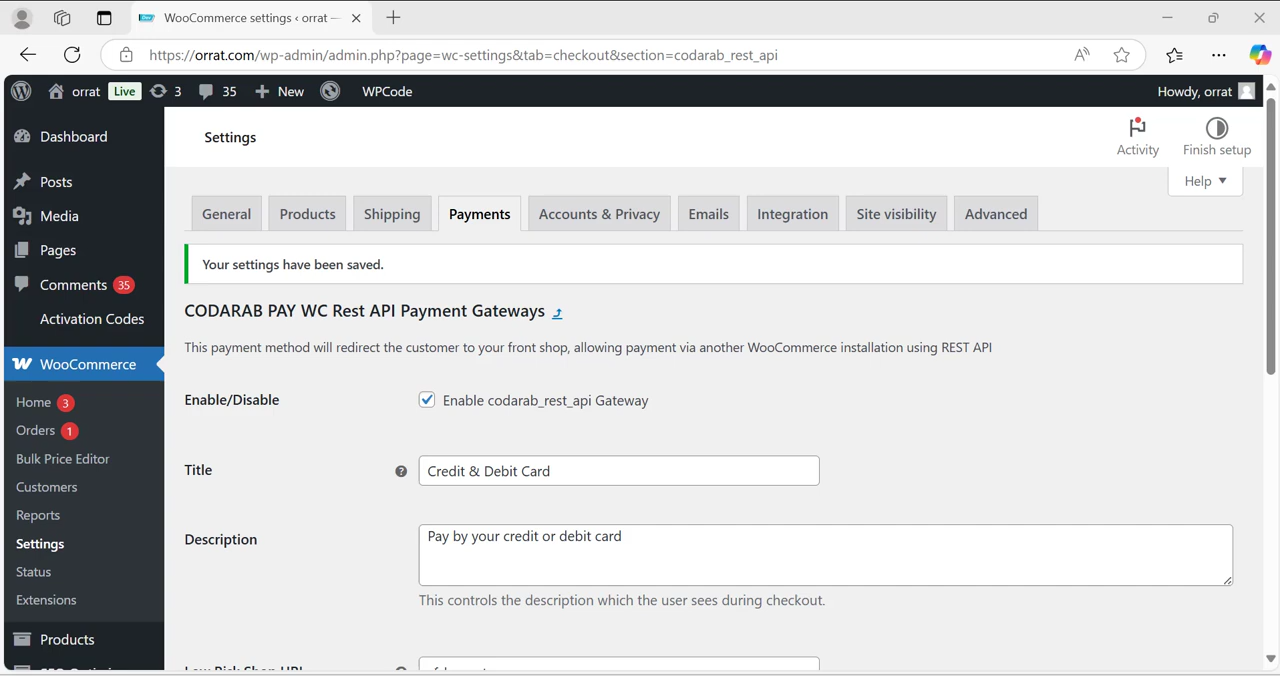 WooCommerce settings ‹ orrat —
https://orrat.com/wp-admin/admin.php?page=wc-settings&tab=checkout&section=codarab_rest_api
orrat Live 3 35 New WPCode Howdy, orrat
Dashboard
Posts
Media
Pages
Comments 35
Activation Codes
WooCommerce
Home 3
Orders 1
Bulk Price Editor
Customers
Reports
Settings
Status
Extensions
Products
Settings
Activity
Finish setup
Help
General Products Shipping Payments Accounts & Privacy Emails Integration Site visibility Advanced
Your settings have been saved.
CODARAB PAY WC Rest API Payment Gateways
This payment method will redirect the customer to your front shop, allowing payment via another WooCommerce installation using REST API
Enable/Disable Enable codarab_rest_api Gateway
Title Credit & Debit Card
Description Pay by your credit or debit card
This controls the description which the user sees during checkout.